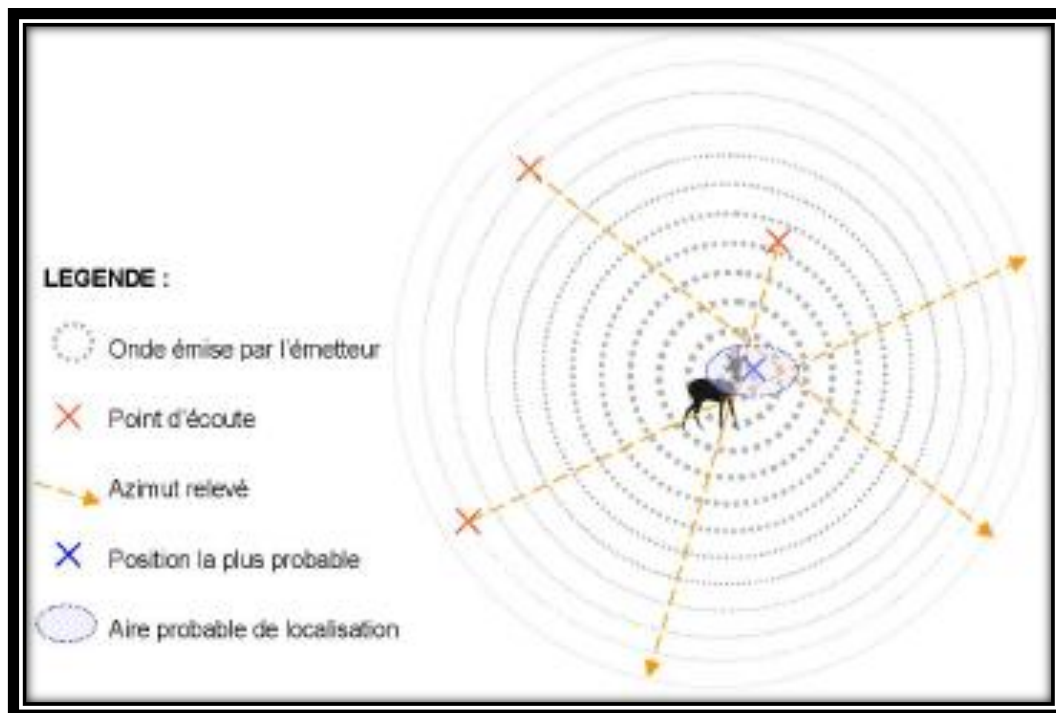 LEGENDE :
Onde émise par l'émetteur
Point d'écoute
Azimut relevé
Position la plus probable
Aire probable de localisation